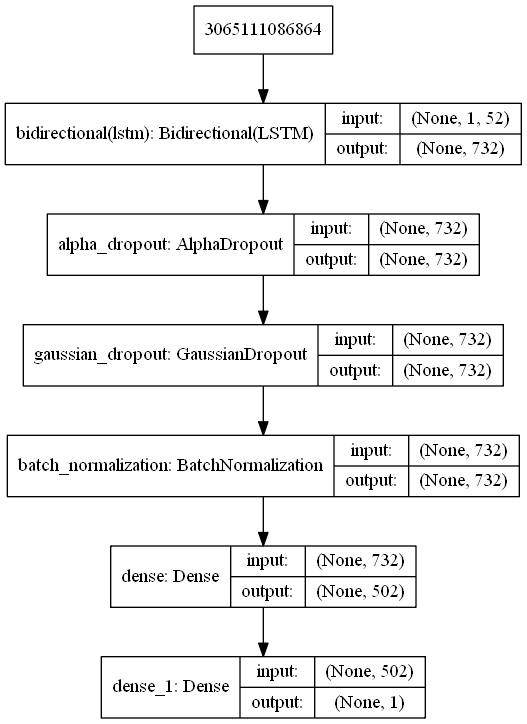 3065111086864
bidirectional(lstm): Bidirectional(LSTM)
input: (None, 1, 52)
output: (None, 732)
alpha_dropout: AlphaDropout
input: (None, 732)
output: (None, 732)
gaussian_dropout: GaussianDropout
input: (None, 732)
output: (None, 732)
batch_normalization: BatchNormalization
input: (None, 732)
output: (None, 732)
dense: Dense
input: (None, 732)
output: (None, 502)
dense_1: Dense
input: (None, 502)
output: (None, 1)